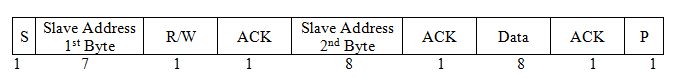 S Slave Address 1st Byte R/W ACK Slave Address 2nd Byte ACK Data ACK P
1 7 1 1 8 1 8 1 1